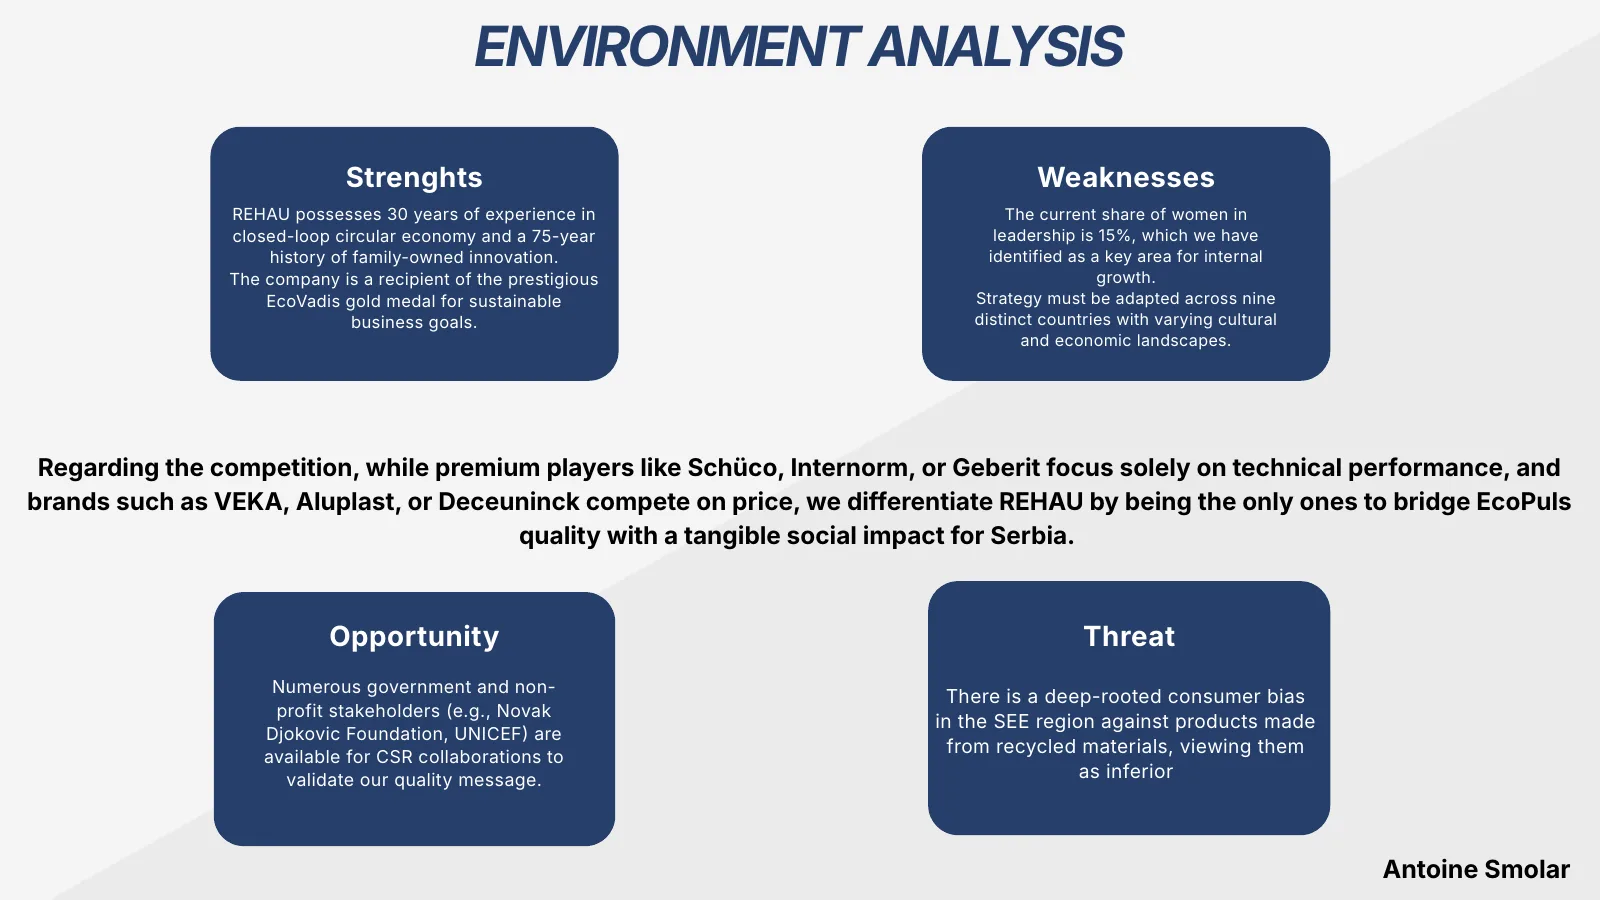 ENVIRONMENT ANALYSIS
Strenghts
REHAU possesses 30 years of experience in
closed-loop circular economy and a 75-year
history of family-owned innovation.
The company is a recipient of the prestigious
EcoVadis gold medal for sustainable
business goals.
Weaknesses
The current share of women in
leadership is 15%, which we have
identified as a key area for internal
growth.
Strategy must be adapted across nine
distinct countries with varying cultural
and economic landscapes.
Regarding the competition, while premium players like Schüco, Internorm, or Geberit focus solely on technical performance, and
brands such as VEKA, Aluplast, or Deceuninck compete on price, we differentiate REHAU by being the only ones to bridge EcoPuls
quality with a tangible social impact for Serbia.
Opportunity
Numerous government and non-
profit stakeholders (e.g., Novak
Djokovic Foundation, UNICEF) are
available for CSR collaborations to
validate our quality message.
Threat
There is a deep-rooted consumer bias
in the SEE region against products made
from recycled materials, viewing them
as inferior
Antoine Smolar